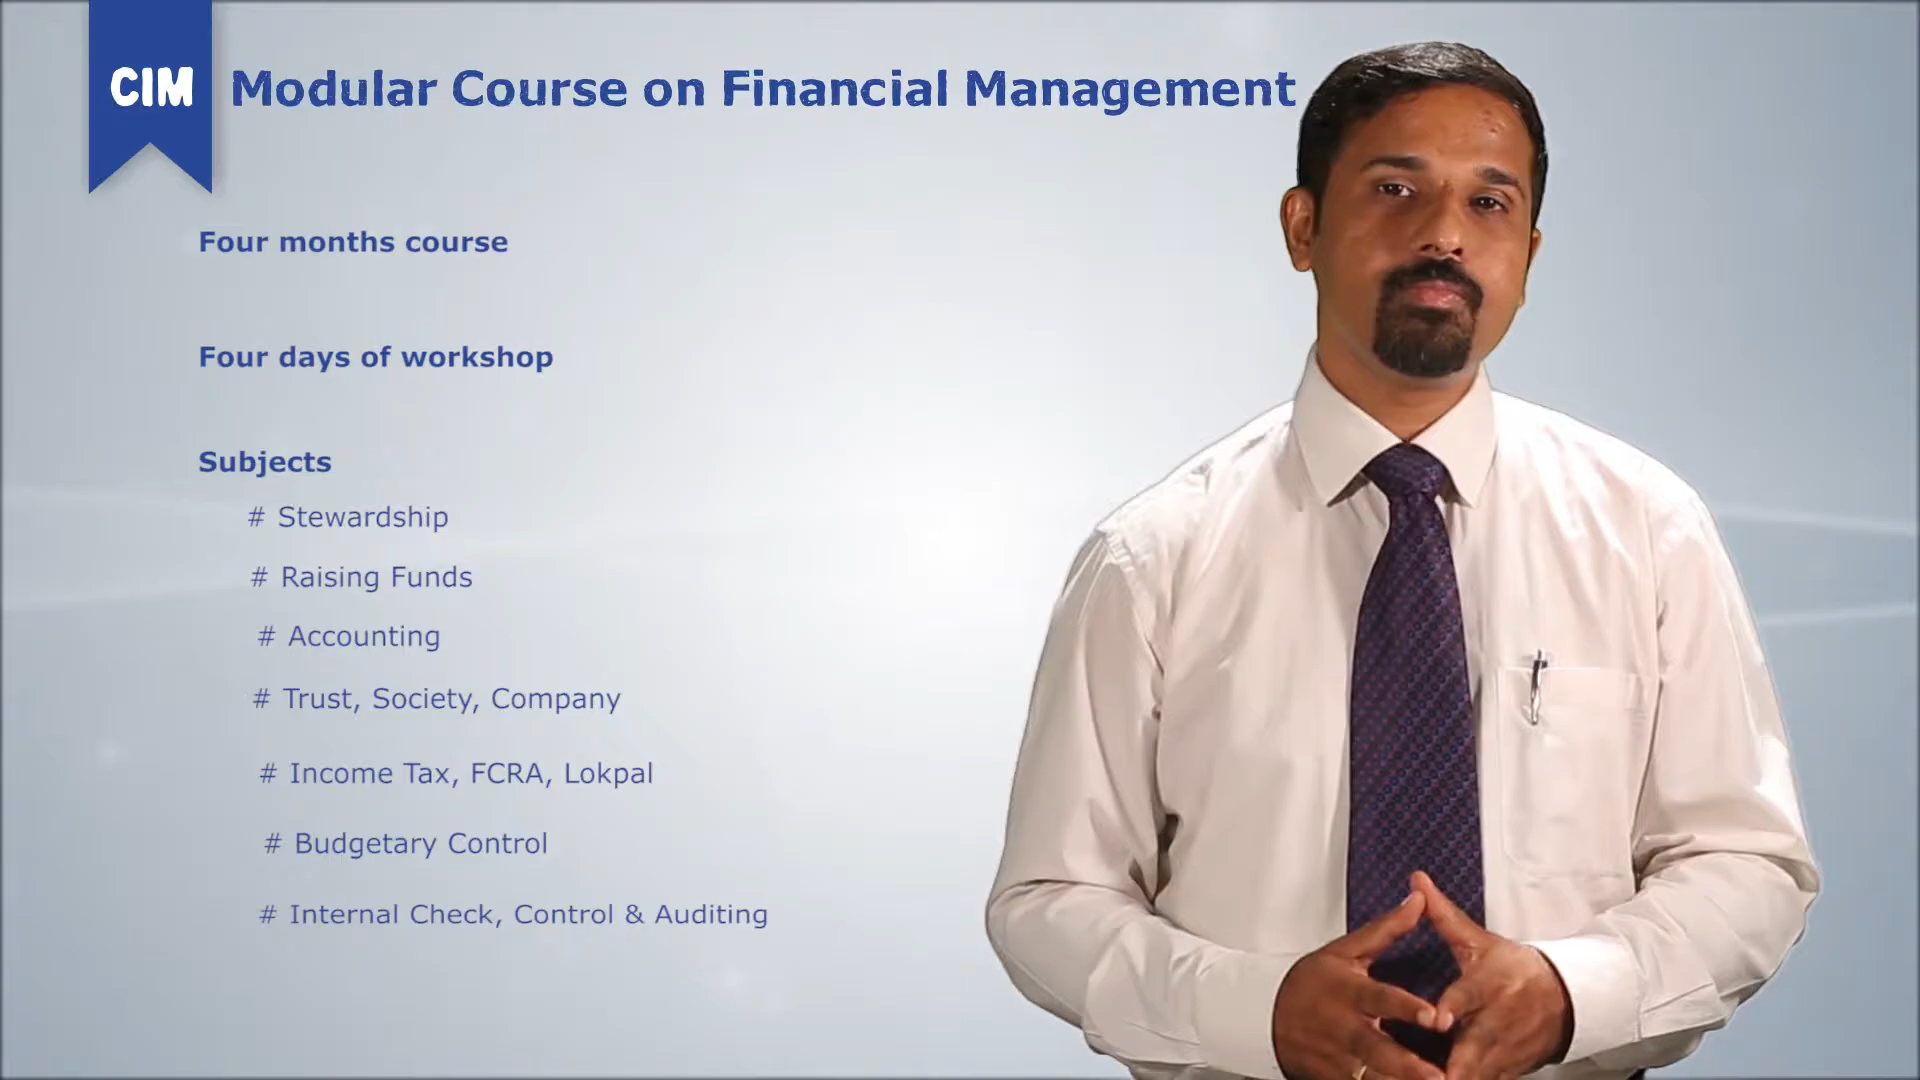 CIM
Modular Course on Financial Management
Four months course
Four days of workshop
Subjects
# Stewardship
# Raising Funds
# Accounting
# Trust, Society, Company
# Income Tax, FCRA, Lokpal
# Budgetary Control
# Internal Check, Control & Auditing